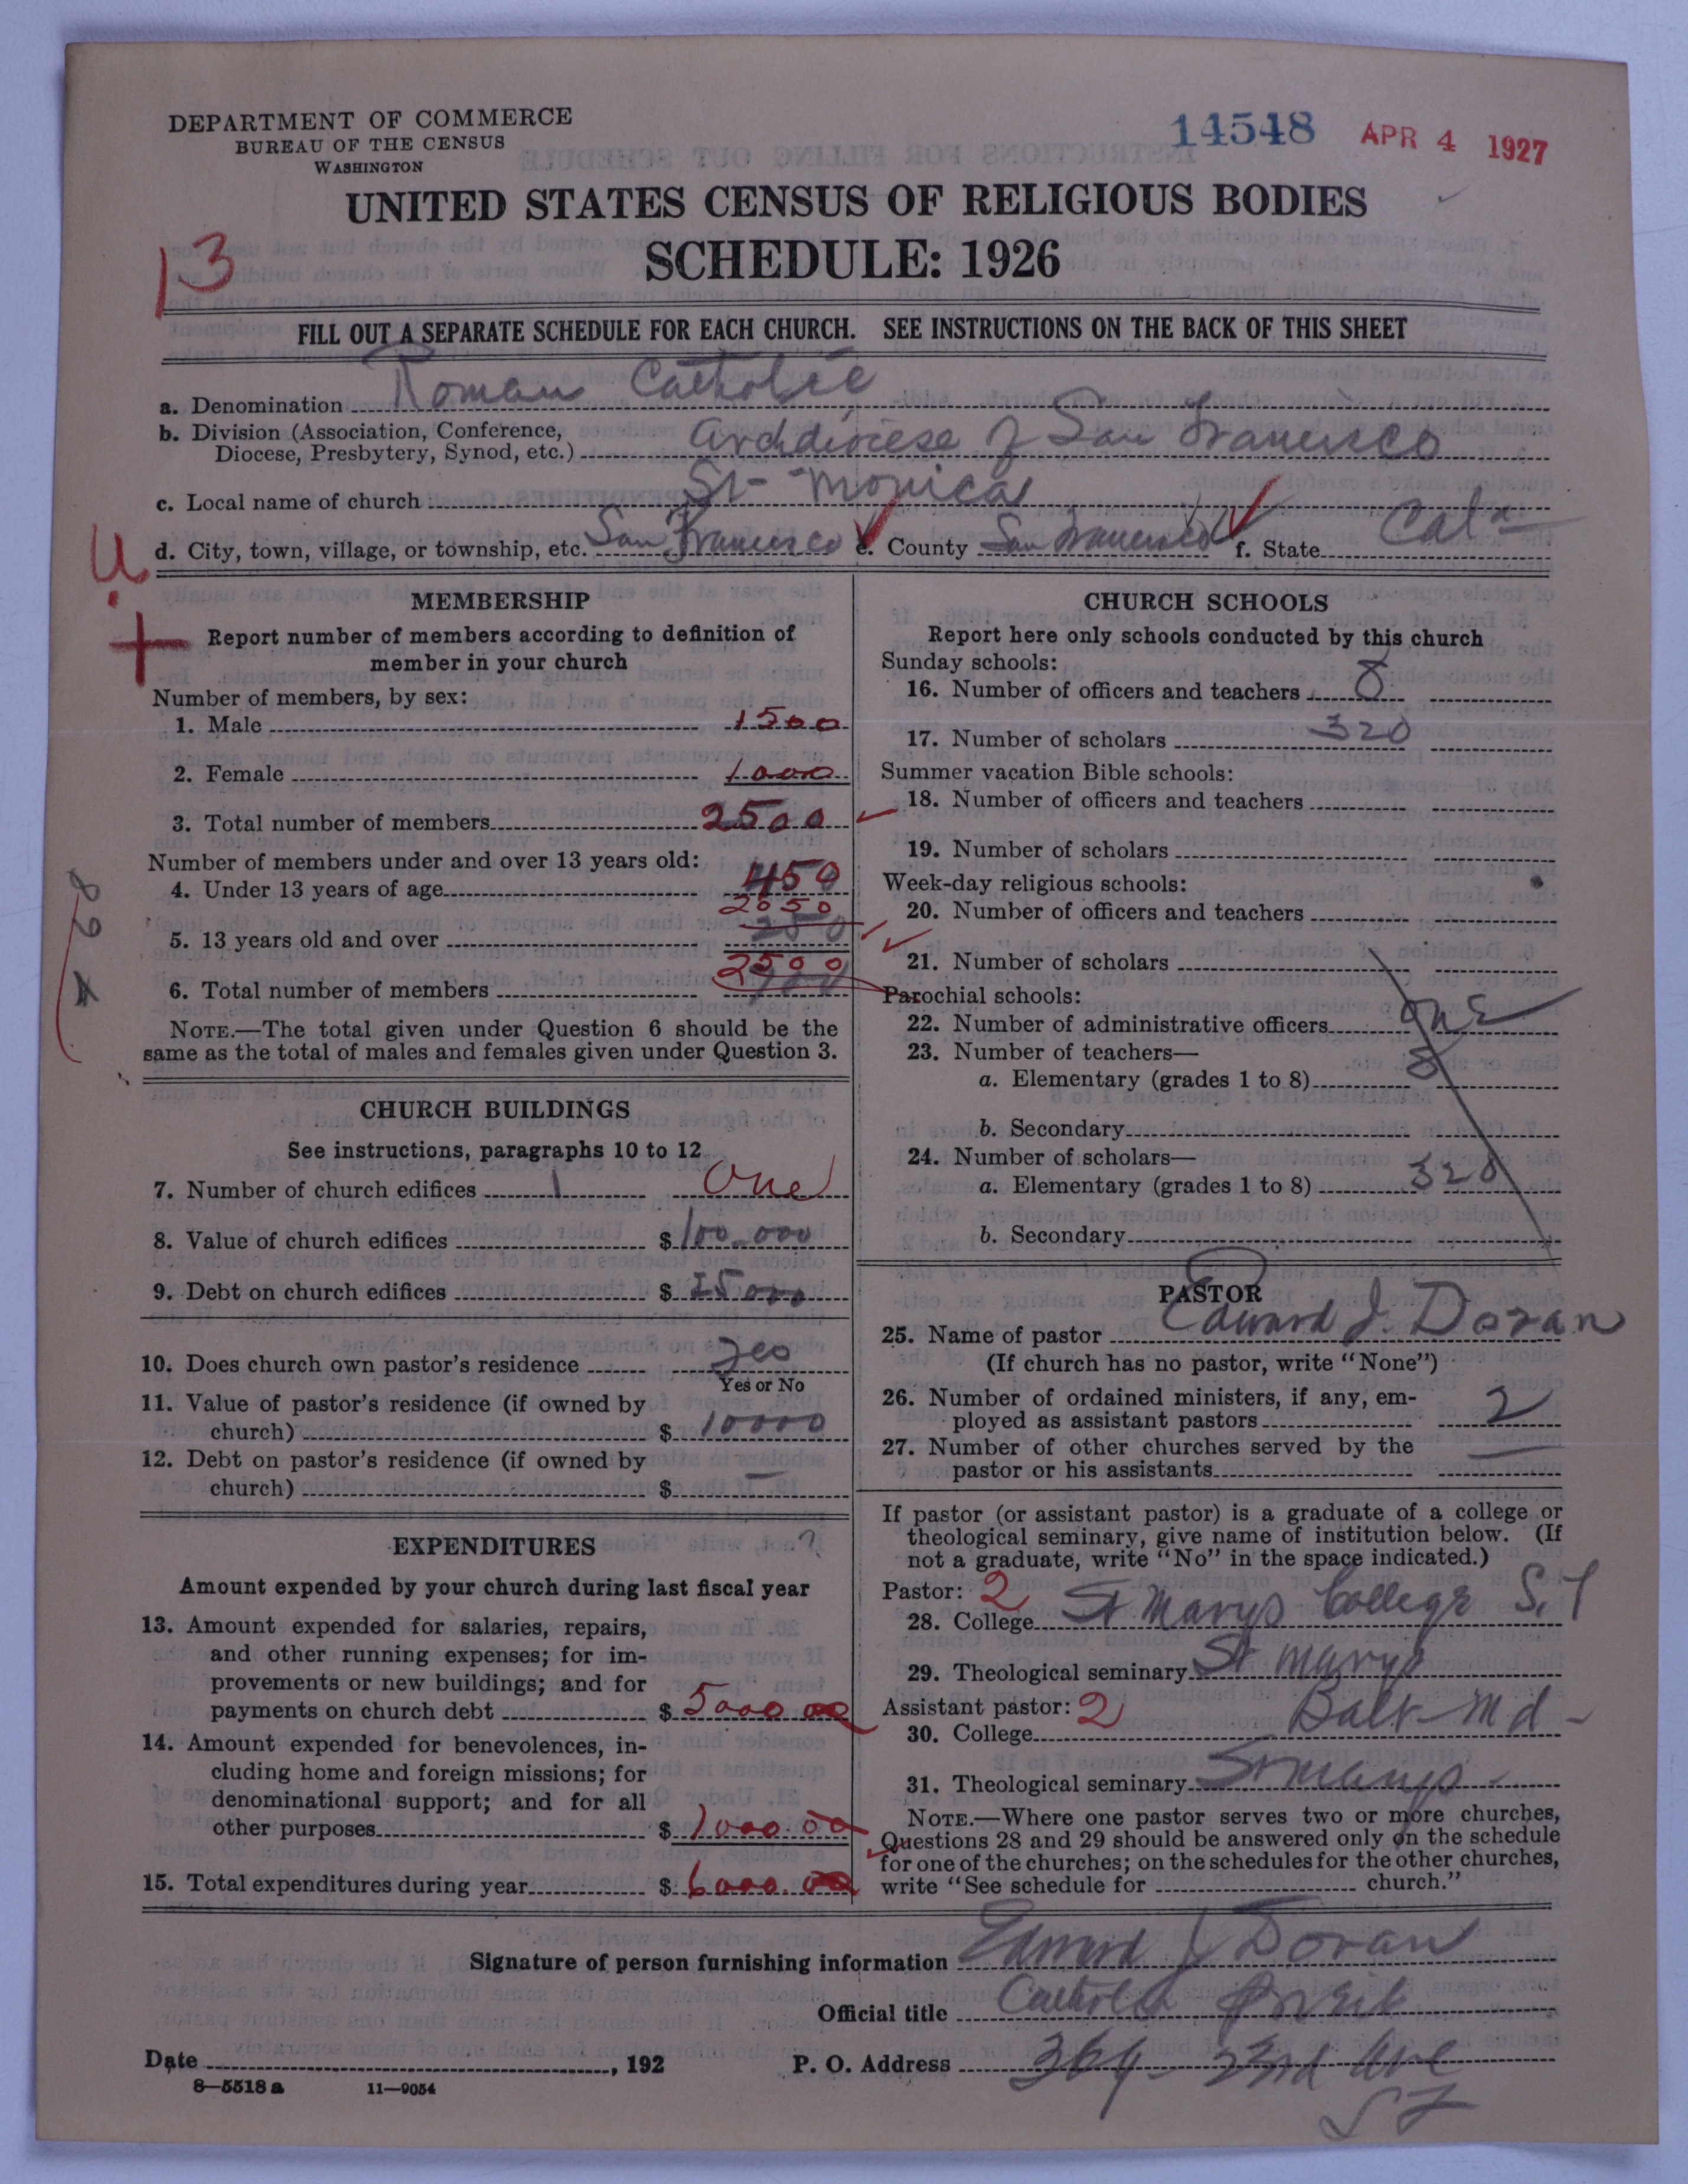 DEPARTMENT OF COMMERCE
BUREAU OF THE CENSUS
WASHINGTON
14548 APR 4 1927
UNITED STATES CENSUS OF RELIGIOUS BODIES
SCHEDULE: 1926
13
FILL OUT A SEPARATE SCHEDULE FOR EACH CHURCH. SEE INSTRUCTIONS ON THE BACK OF THIS SHEET
a. Denomination Roman Catholic
b. Division (Association, Conference,
Diocese, Presbytery, Synod, etc.) Archdiocese of San Francisco
c. Local name of church St- Monicas
d. City, town, village, or township, etc. San Francisco e. County San Francisco f. State Cala
U
MEMBERSHIP
+
Report number of members according to definition of
member in your church
Number of members, by sex:
1. Male 1500
2. Female 1000
3. Total number of members 2500
Number of members under and over 13 years old:
4. Under 13 years of age 450
2050
5. 13 years old and over 250
2500
6. Total number of members
NOTE.—The total given under Question 6 should be the
same as the total of males and females given under Question 3.
CHURCH BUILDINGS
See instructions, paragraphs 10 to 12
7. Number of church edifices 1 One
8. Value of church edifices $ 100.000
9. Debt on church edifices $ 25000
10. Does church own pastor's residence Yes
Yes or No
11. Value of pastor's residence (if owned by
church) $ 10000
12. Debt on pastor's residence (if owned by
church) $ —
EXPENDITURES ?
Amount expended by your church during last fiscal year
13. Amount expended for salaries, repairs,
and other running expenses; for im-
provements or new buildings; and for
payments on church debt $ 5000 00
14. Amount expended for benevolences, in-
cluding home and foreign missions; for
denominational support; and for all
other purposes $ 1000.00
15. Total expenditures during year $ 6000.00
CHURCH SCHOOLS
Report here only schools conducted by this church
Sunday schools:
16. Number of officers and teachers 8
17. Number of scholars 320
Summer vacation Bible schools:
18. Number of officers and teachers
19. Number of scholars
Week-day religious schools:
20. Number of officers and teachers
21. Number of scholars
Parochial schools:
22. Number of administrative officers one
23. Number of teachers—
a. Elementary (grades 1 to 8) 8
b. Secondary
24. Number of scholars—
a. Elementary (grades 1 to 8) 320
b. Secondary
PASTOR
25. Name of pastor Edward J. Doran
(If church has no pastor, write "None")
26. Number of ordained ministers, if any, em-
ployed as assistant pastors 2
27. Number of other churches served by the
pastor or his assistants —
If pastor (or assistant pastor) is a graduate of a college or
theological seminary, give name of institution below. (If
not a graduate, write "No" in the space indicated.)
Pastor: 2
28. College St Marys College S.F
29. Theological seminary St Marys
Assistant pastor: 2 Balt- Md -
30. College
31. Theological seminary St Marys -
NOTE.—Where one pastor serves two or more churches,
Questions 28 and 29 should be answered only on the schedule
for one of the churches; on the schedules for the other churches,
write "See schedule for church."
Signature of person furnishing information Edward J Doran
Official title Catholic Priest
Date , 192 P. O. Address 364- 23rd Ave
S F
8—5518 a 11—9054